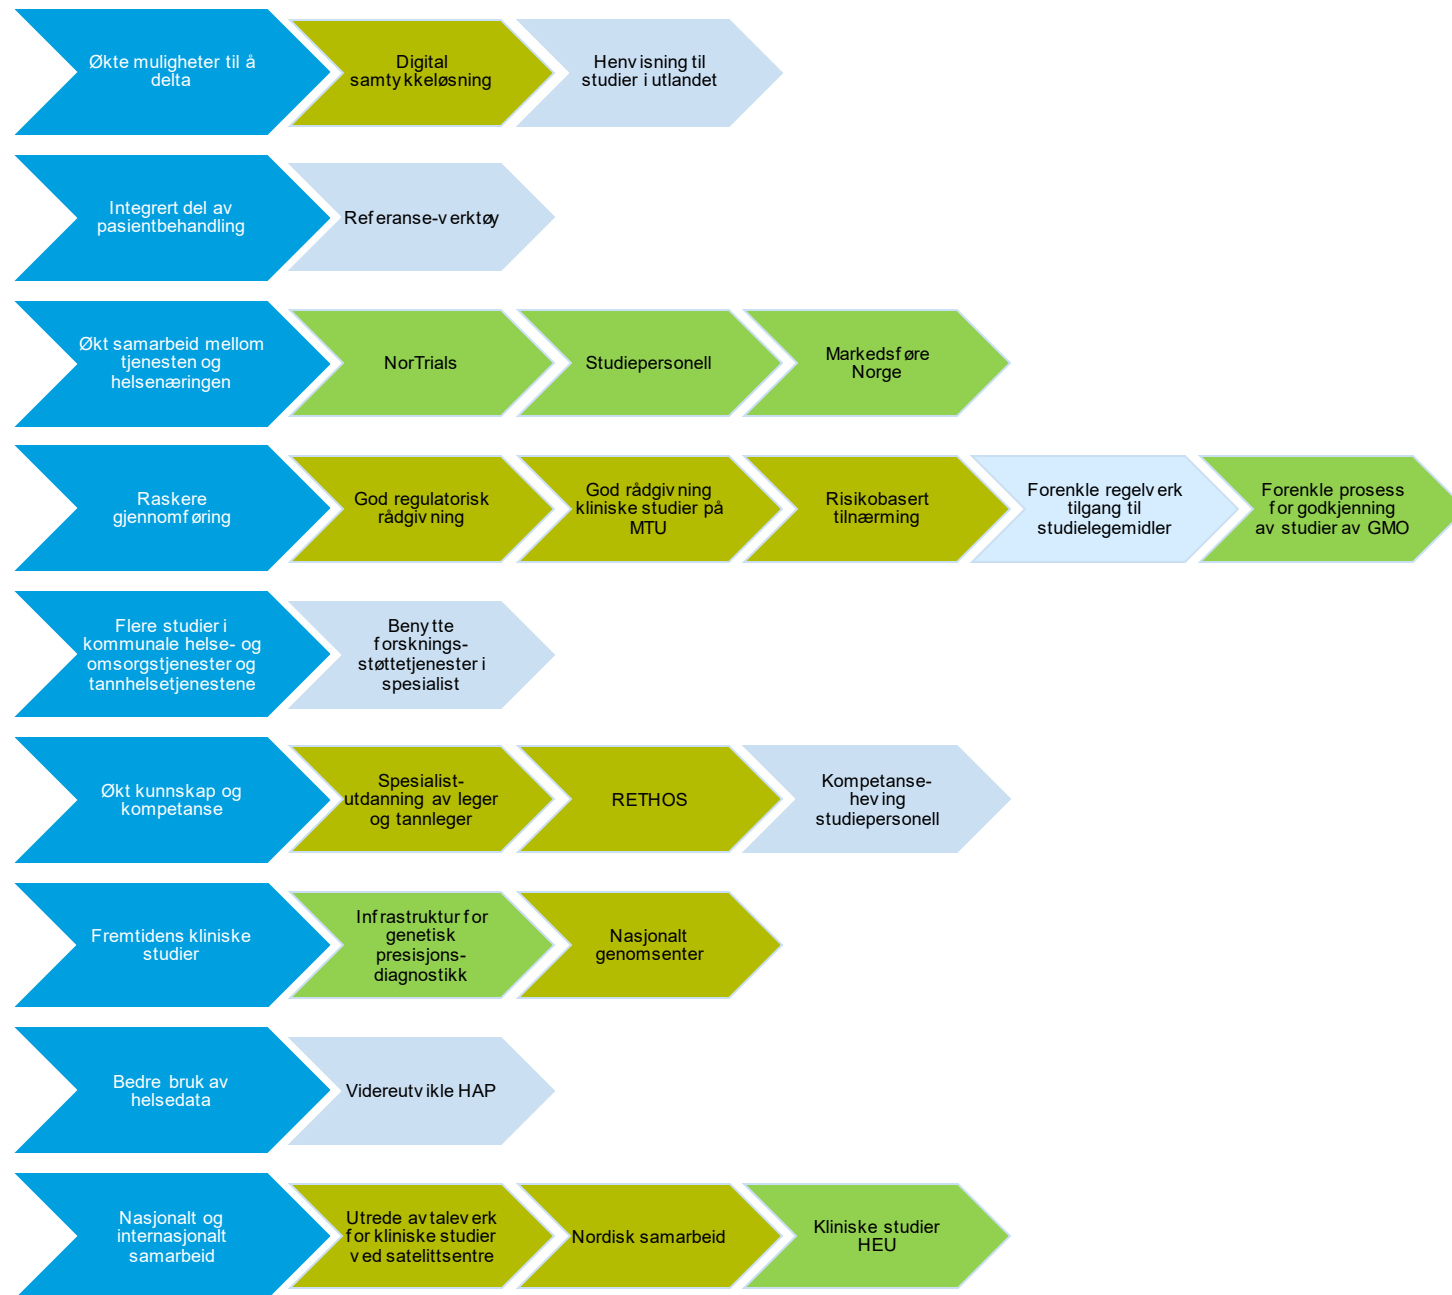 Økte muligheter til å
delta
Digital
samtykkeløsning
Henvisning til
studier i utlandet
Integrert del av
pasientbehandling
Referanse-verktøy
Økt samarbeid mellom
tjenesten og
helsenæringen
NorTrials
Studiepersonell
Markedsføre
Norge
Raskere
gjennomføring
God regulatorisk
rådgivning
God rådgivning
kliniske studier på
MTU
Risikobasert
tilnærming
Forenkle regelverk
tilgang til
studielegemidler
Forenkle prosess
for godkjenning
av studier av GMO
Flere studier i
kommunale helse- og
omsorgstjenester og
tannhelsetjenestene
Benytte
forsknings-
støttetjenester i
spesialist
Økt kunnskap og
kompetanse
Spesialist-
utdanning av leger
og tannleger
RETHOS
Kompetanse-
heving
studiepersonell
Fremtidens kliniske
studier
Infrastruktur for
genetisk
presisjons-
diagnostikk
Nasjonalt
genomsenter
Bedre bruk av
helsedata
Videreutvikle HAP
Nasjonalt og
internasjonalt
samarbeid
Utrede avtaleverk
for kliniske studier
ved satelittsentre
Nordisk samarbeid
Kliniske studier
HEU